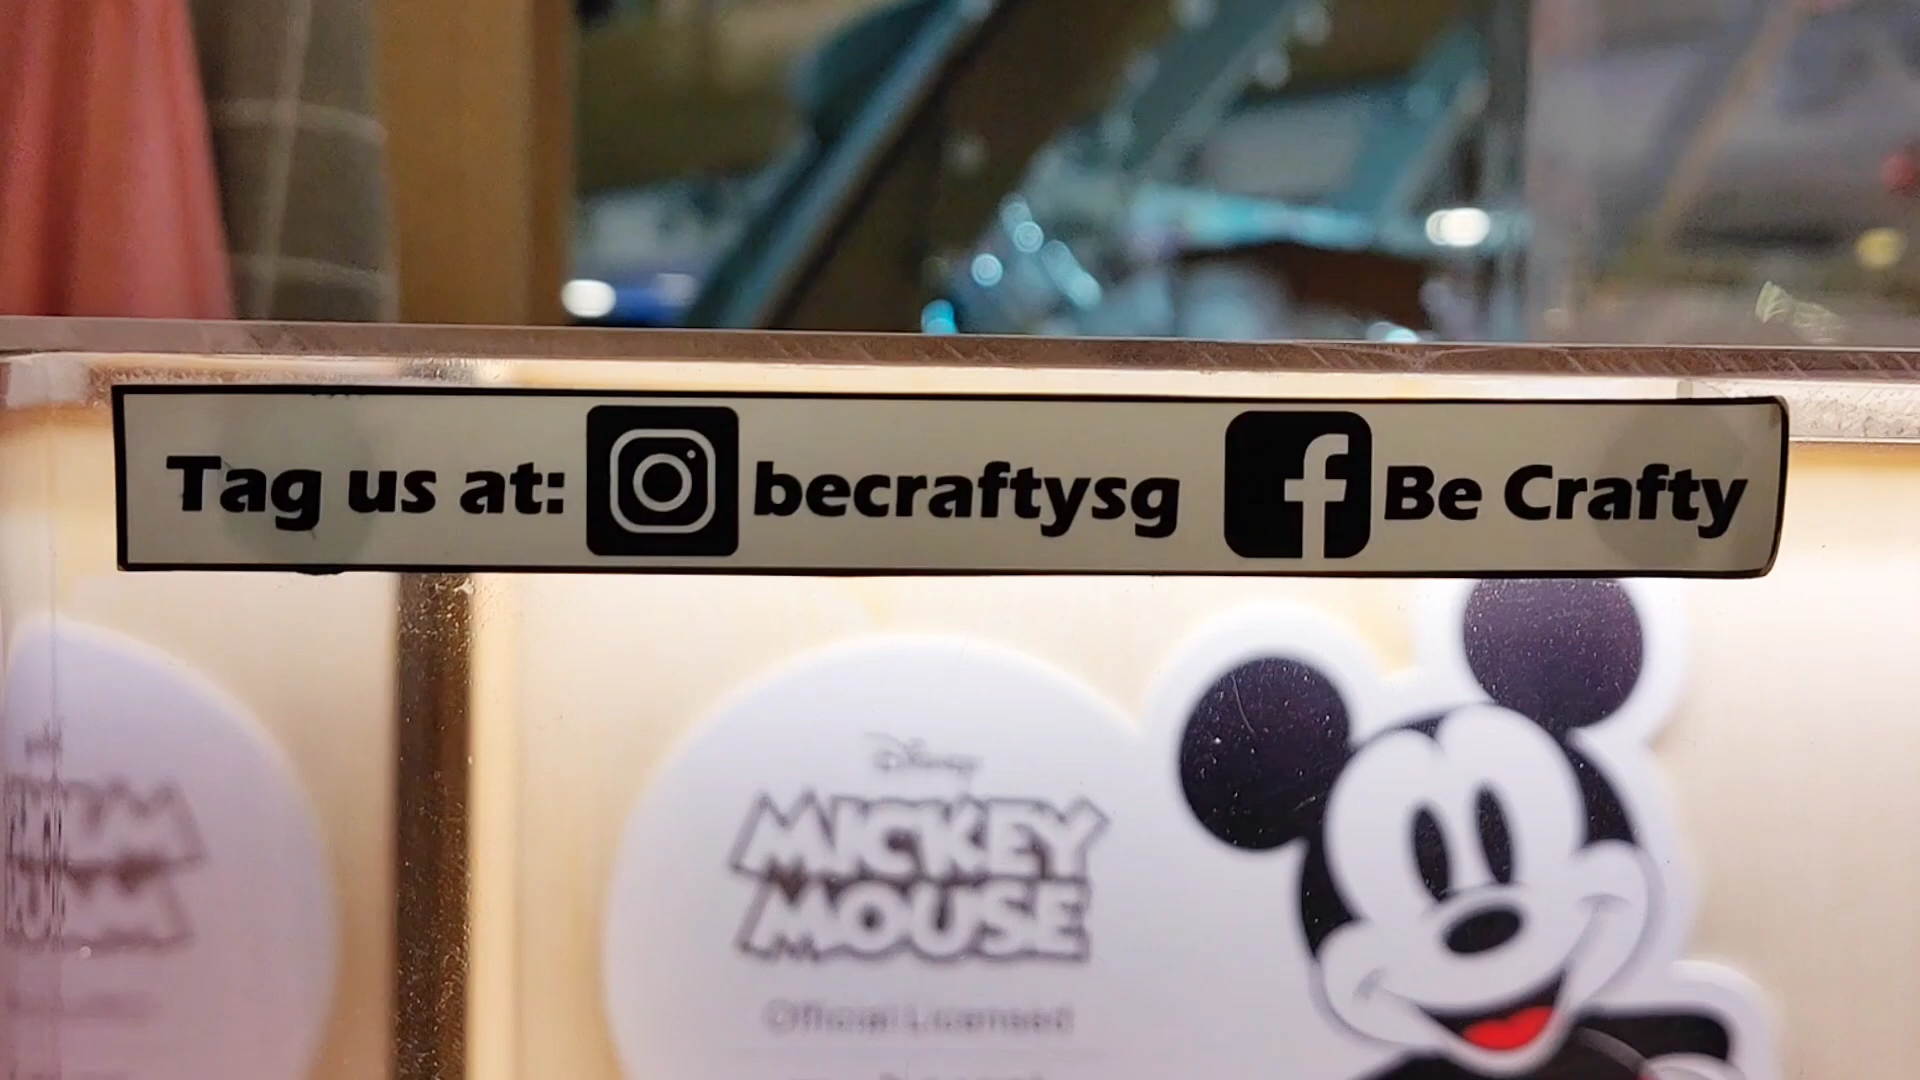 Tag us at: becraftysg Be Crafty
Disney
MICKEY
MOUSE
Official Licensed